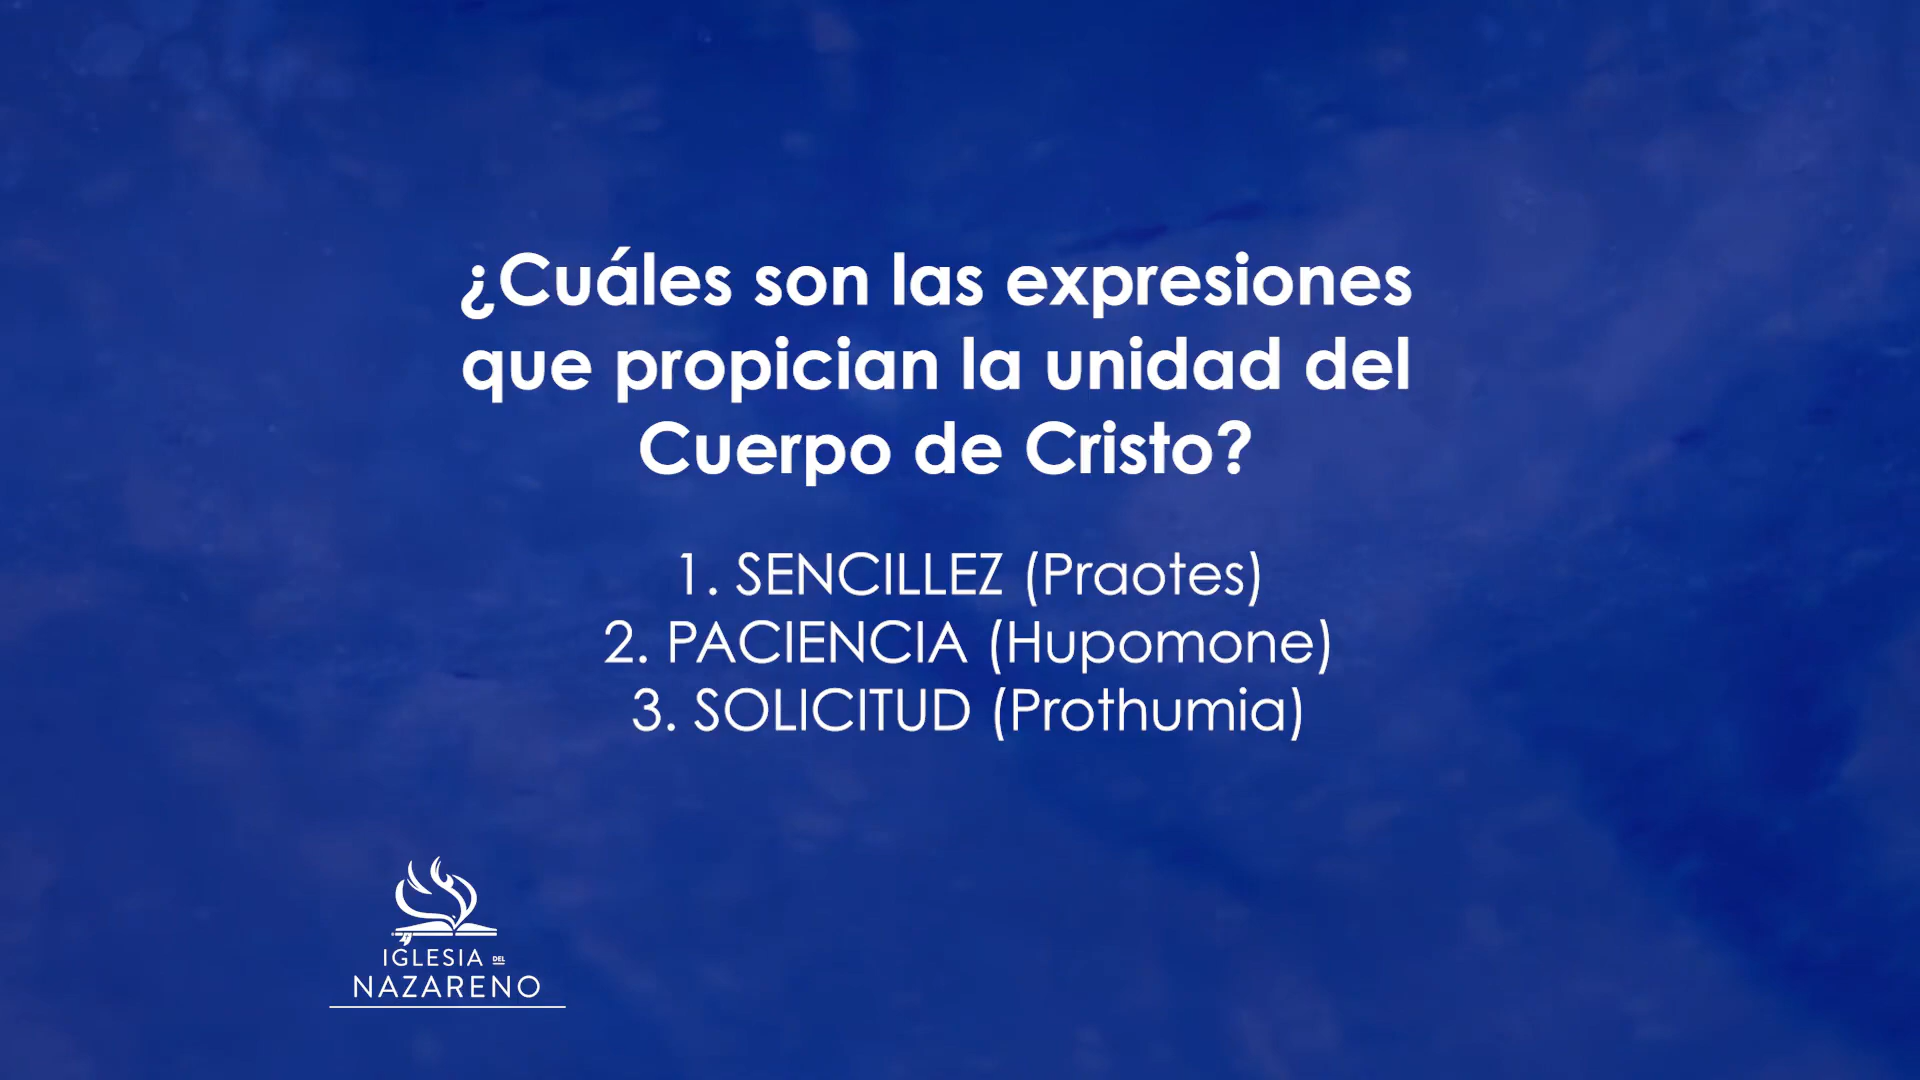 ¿Cuáles son las expresiones
que propician la unidad del
Cuerpo de Cristo?
1. SENCILLEZ (Praotes)
2. PACIENCIA (Hupomone)
3. SOLICITUD (Prothumia)
IGLESIA DEL
NAZARENO